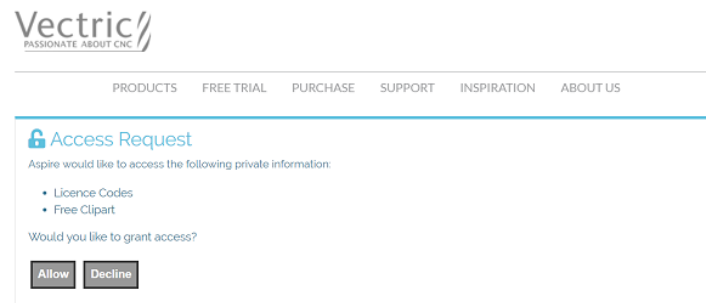 Vectric
PASSIONATE ABOUT CNC
PRODUCTS FREE TRIAL PURCHASE SUPPORT INSPIRATION ABOUT US
Access Request
Aspire would like to access the following private information:
• Licence Codes
• Free Clipart
Would you like to grant access?
Allow Decline